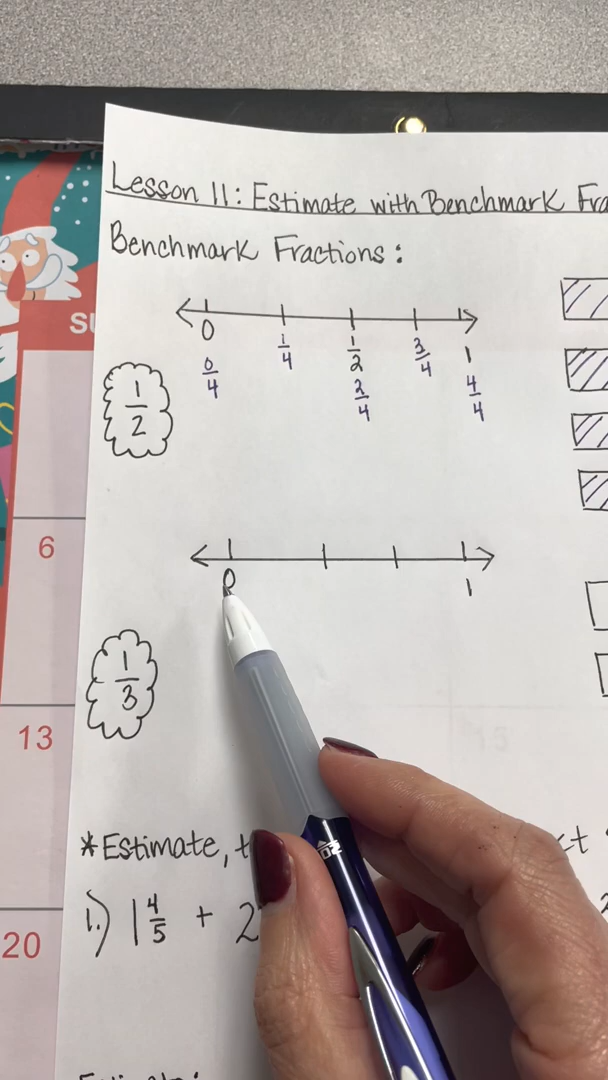 Lesson 11: Estimate with Benchmark
Benchmark Fractions:
0 1/4 1/2 3/4 1
0/4 2/4 4/4
1/2
0 1
1/3
*Estimate,
1.) 1 4/5 + 2
6
13
20
15